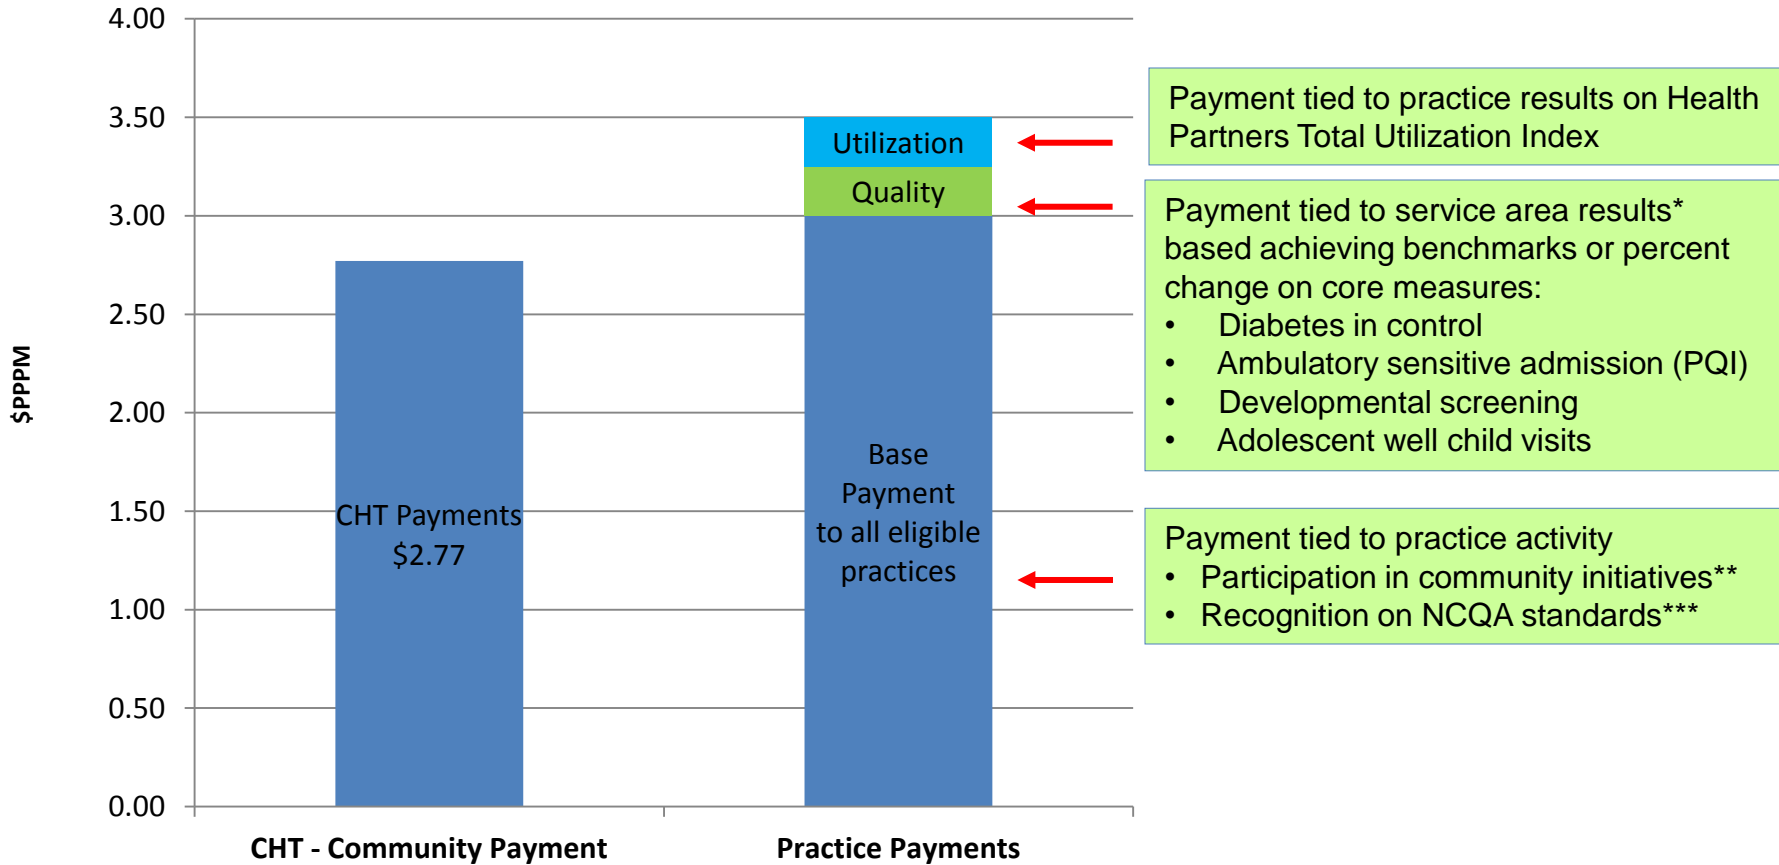 4.00
3.50
3.00
2.50
2.00
1.50
1.00
0.50
0.00
$PPPM
CHT Payments
$2.77
Utilization
Quality
Base
Payment
to all eligible
practices
CHT - Community Payment
Practice Payments
Payment tied to practice results on Health
Partners Total Utilization Index
Payment tied to service area results*
based achieving benchmarks or percent
change on core measures:
• Diabetes in control
• Ambulatory sensitive admission (PQI)
• Developmental screening
• Adolescent well child visits
Payment tied to practice activity
• Participation in community initiatives**
• Recognition on NCQA standards***